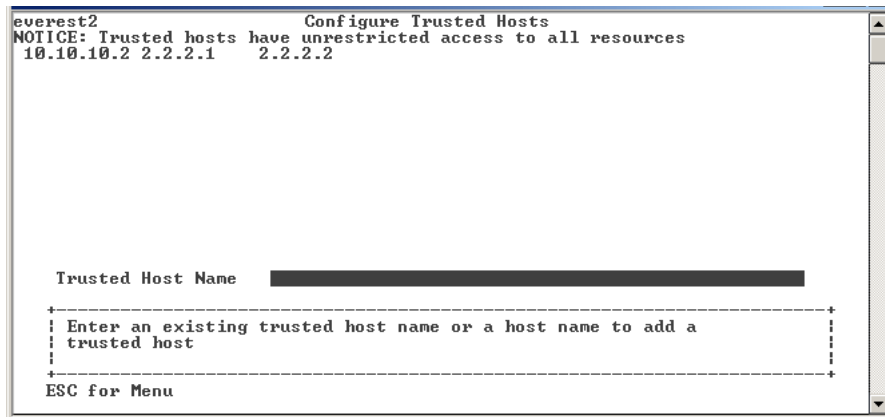 everest2 Configure Trusted Hosts
NOTICE: Trusted hosts have unrestricted access to all resources
10.10.10.2 2.2.2.1 2.2.2.2
Trusted Host Name
Enter an existing trusted host name or a host name to add a
trusted host
ESC for Menu